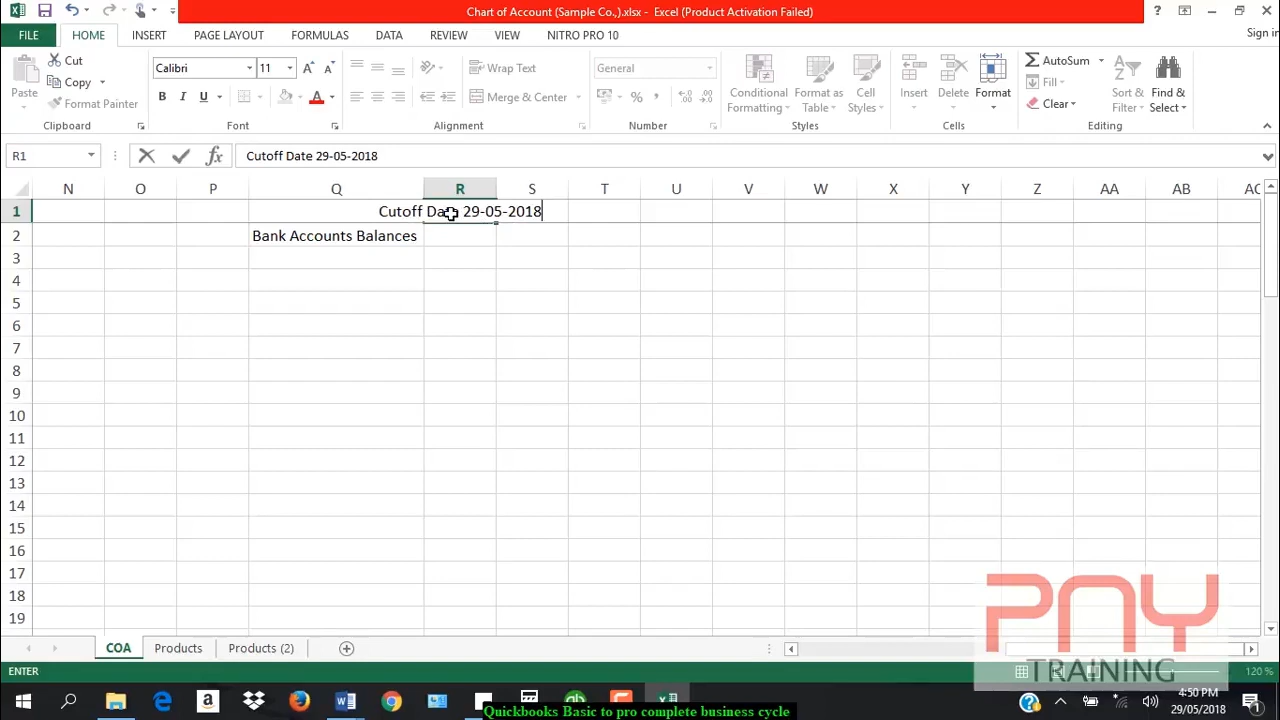 Chart of Account (Sample Co.,).xlsx - Excel (Product Activation Failed)
?
FILE HOME INSERT PAGE LAYOUT FORMULAS DATA REVIEW VIEW NITRO PRO 10 Sign in
Paste
Cut
Copy
Format Painter
Clipboard
Calibri 11
B I U A
Font
Wrap Text
Merge & Center
Alignment
General
%
Number
Conditional Formatting
Format as Table
Cell Styles
Styles
Insert Delete Format
Cells
AutoSum
Fill
Clear
Sort & Filter
Find & Select
Editing
R1 fx Cutoff Date 29-05-2018
N O P Q R S T U V W X Y Z AA AB AC
1 Cutoff Date 29-05-2018
2 Bank Accounts Balances
3
4
5
6
7
8
9
10
11
12
13
14
15
16
17
18
19
PNY
TRAINING
COA Products Products (2)
ENTER 120 %
4:50 PM
29/05/2018
Quickbooks Basic to pro complete business cycle